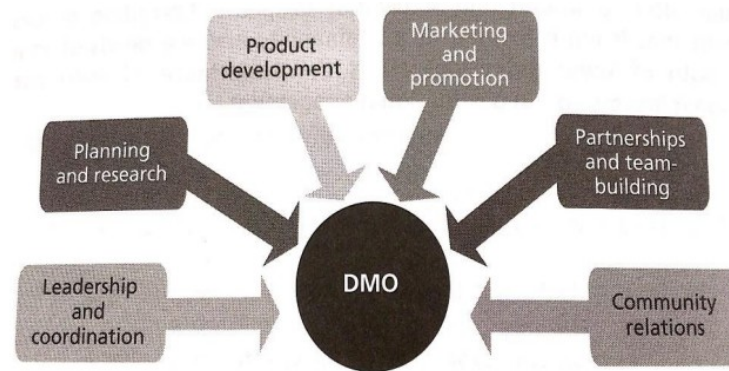 Product
development
Marketing
and
promotion
Planning
and research
Partnerships
and team-
building
Leadership
and
coordination
DMO
Community
relations